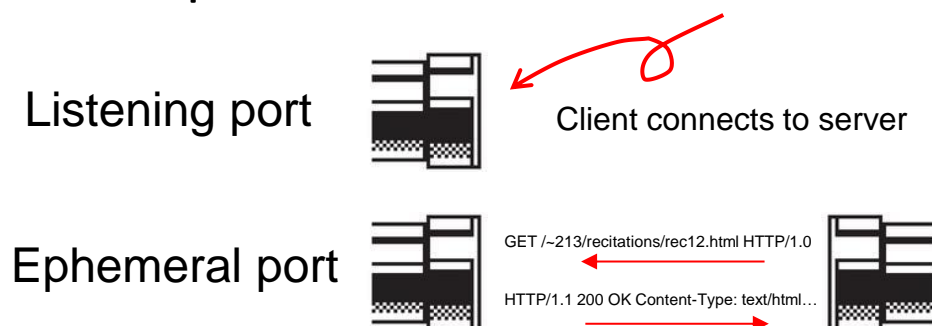 Listening port
Client connects to server
Ephemeral port
GET /~213/recitations/rec12.html HTTP/1.0
HTTP/1.1 200 OK Content-Type: text/html…